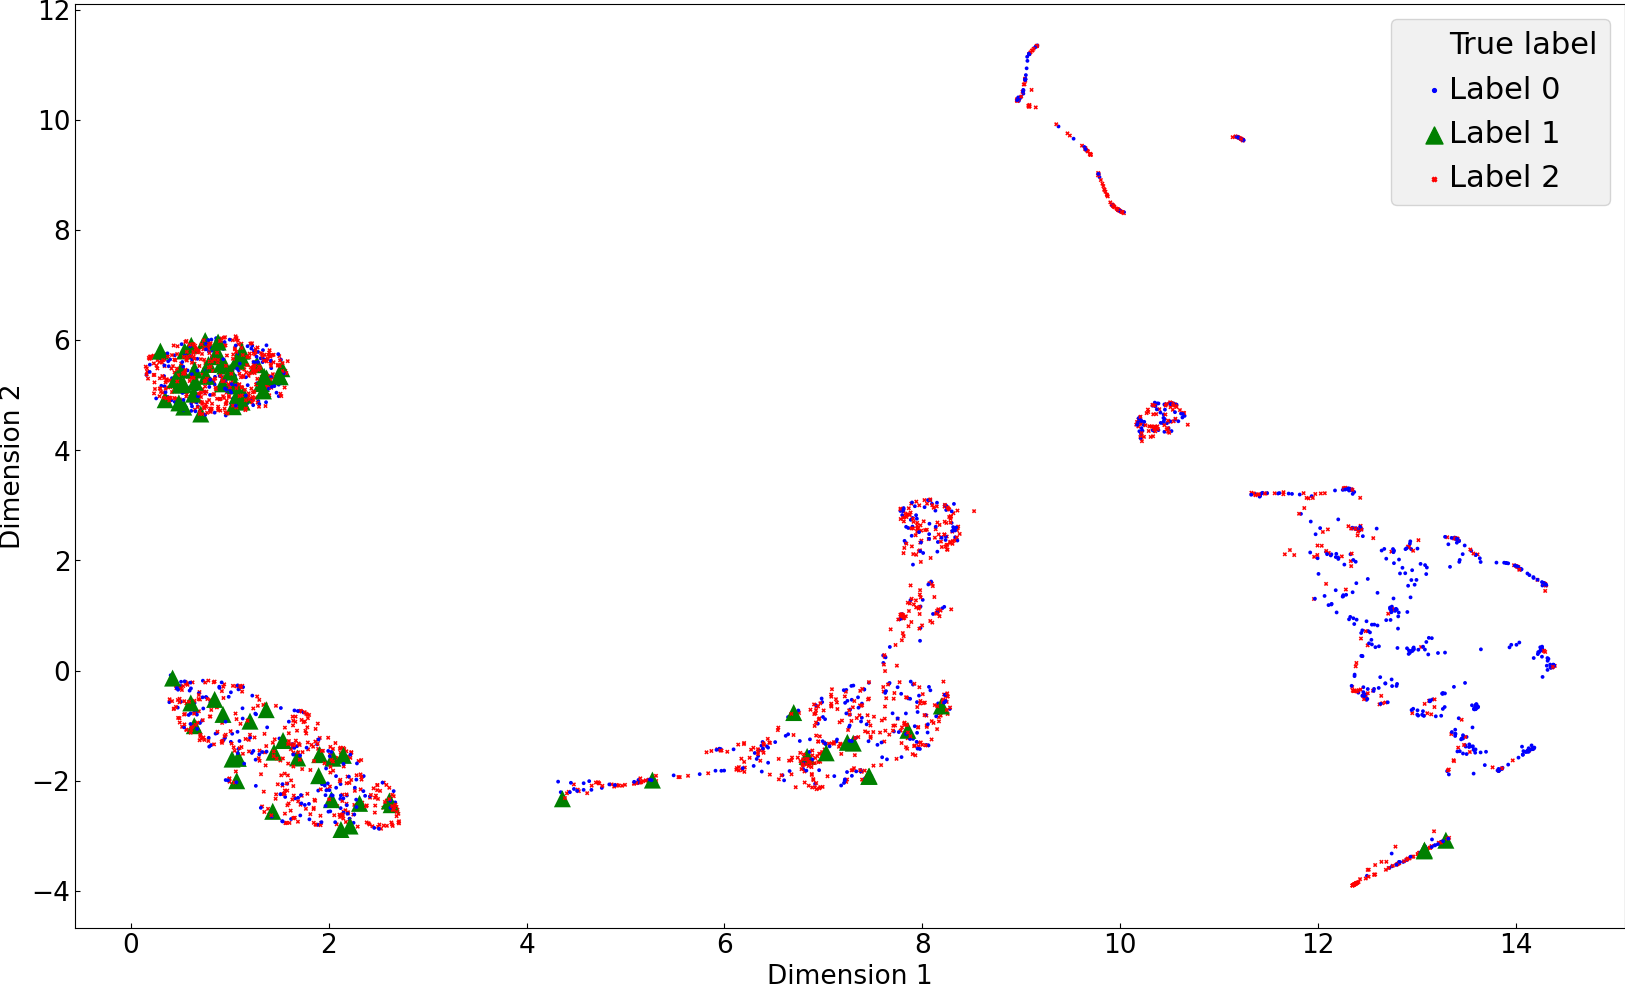 12
10
8
6
4
2
0
−2
−4
Dimension 2
True label
Label 0
Label 1
Label 2
0 2 4 6 8 10 12 14
Dimension 1